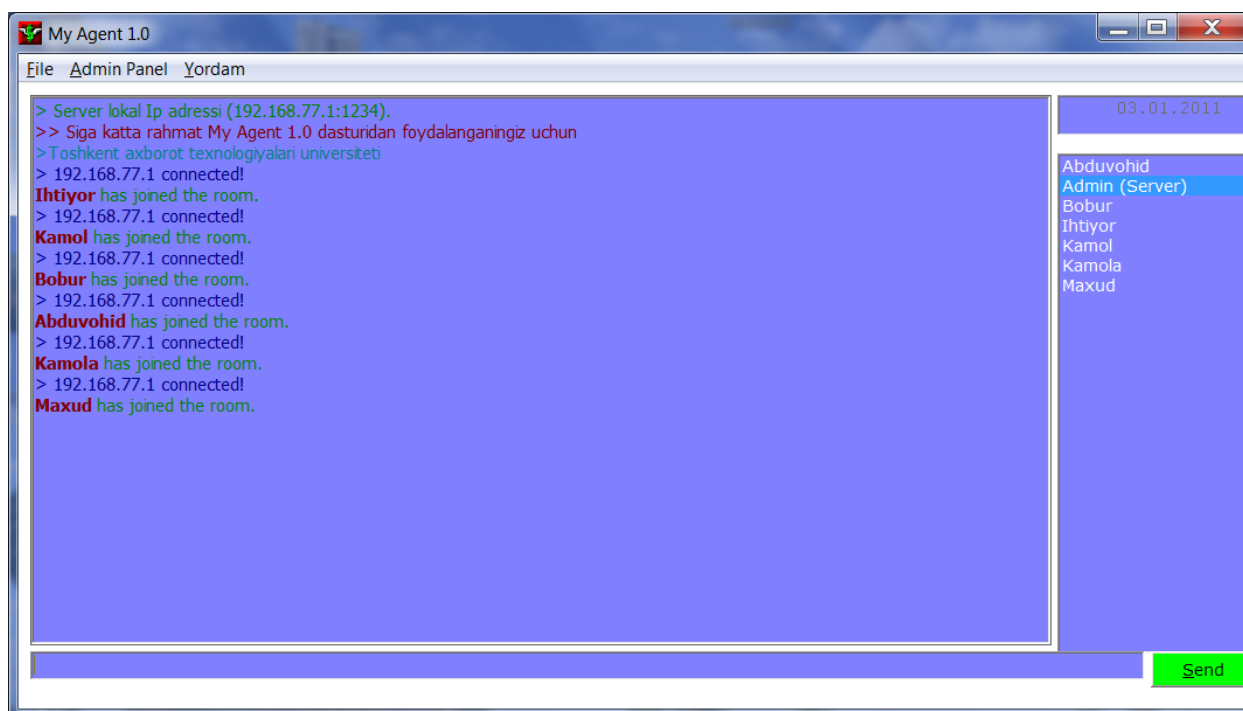 My Agent 1.0
File Admin Panel Yordam
> Server lokal Ip adressi (192.168.77.1:1234).
>> Siga katta rahmat My Agent 1.0 dasturidan foydalanganingiz uchun
>Toshkent axborot texnologiyalari universiteti
> 192.168.77.1 connected!
Ihtiyor has joined the room.
> 192.168.77.1 connected!
Kamol has joined the room.
> 192.168.77.1 connected!
Bobur has joined the room.
> 192.168.77.1 connected!
Abduvohid has joined the room.
> 192.168.77.1 connected!
Kamola has joined the room.
> 192.168.77.1 connected!
Maxud has joined the room.
03.01.2011
Abduvohid
Admin (Server)
Bobur
Ihtiyor
Kamol
Kamola
Maxud
Send